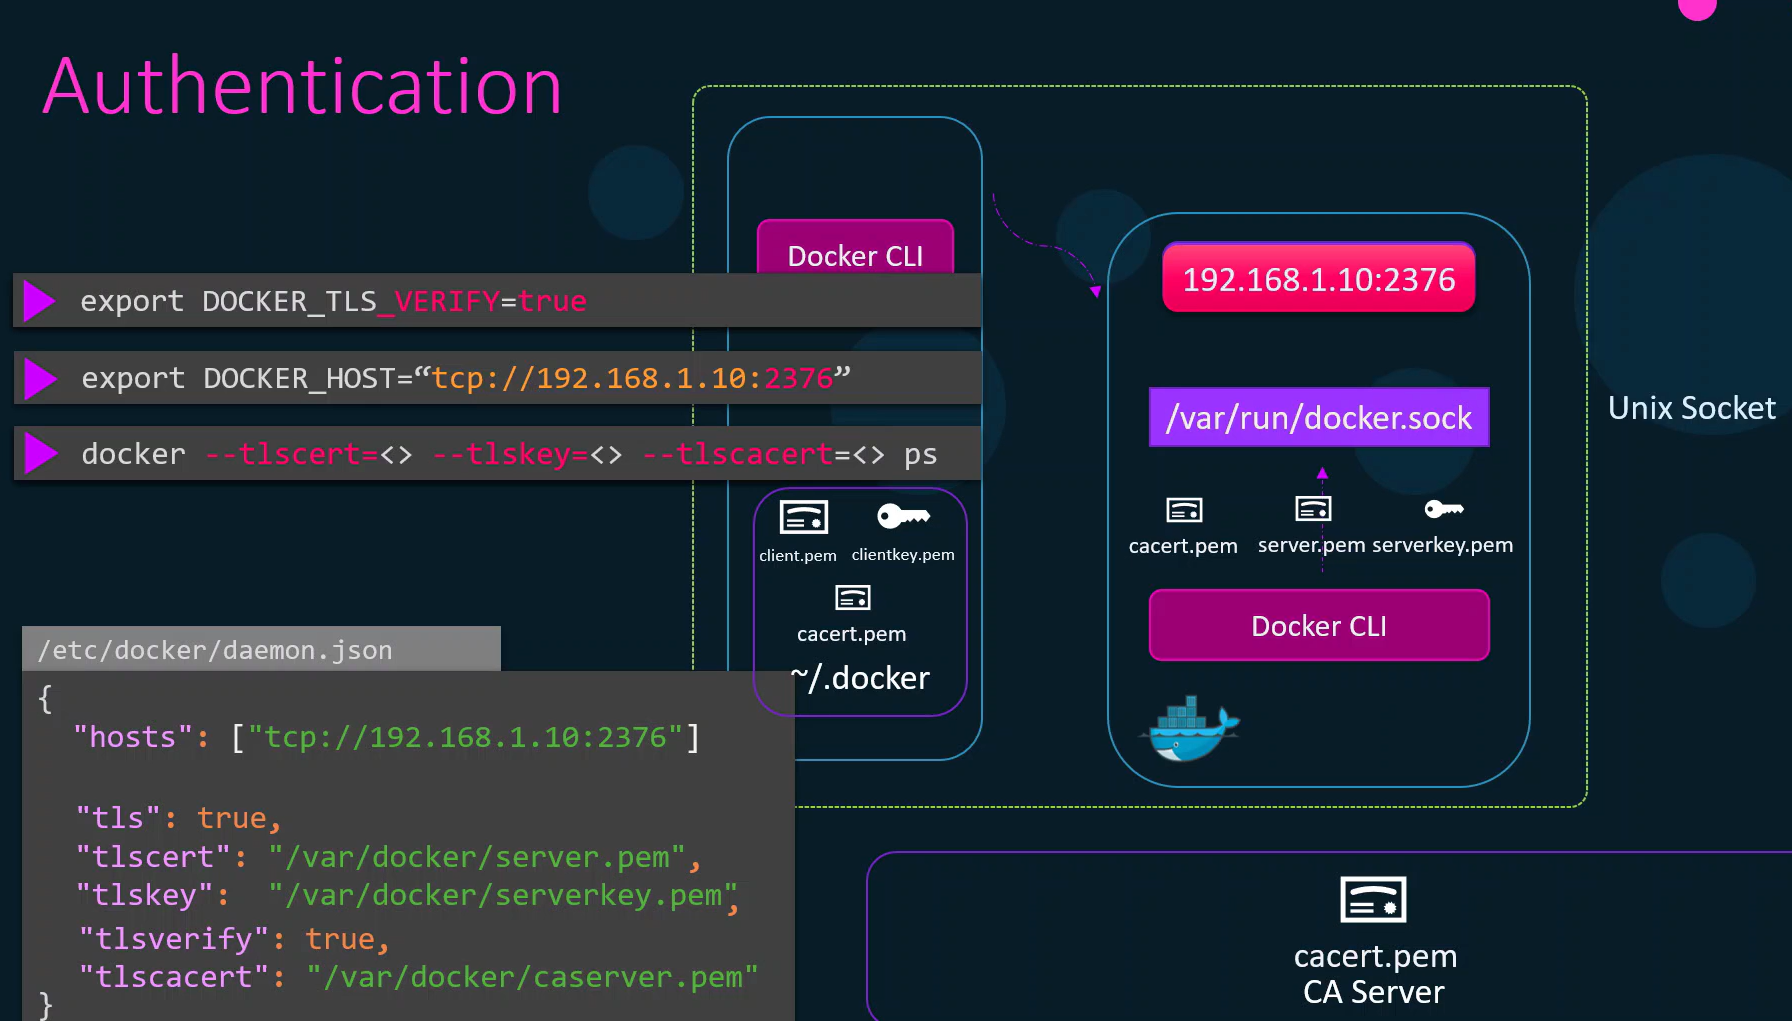 Authentication
Docker CLI
export DOCKER_TLS_VERIFY=true
export DOCKER_HOST=“tcp://192.168.1.10:2376”
docker --tlscert=<> --tlskey=<> --tlscacert=<> ps
client.pem clientkey.pem
cacert.pem
~/.docker
192.168.1.10:2376
/var/run/docker.sock
cacert.pem server.pem serverkey.pem
Docker CLI
Unix Socket
/etc/docker/daemon.json
{
"hosts": ["tcp://192.168.1.10:2376"]
"tls": true,
"tlscert": "/var/docker/server.pem",
"tlskey": "/var/docker/serverkey.pem",
"tlsverify": true,
"tlscacert": "/var/docker/caserver.pem"
}
cacert.pem
CA Server